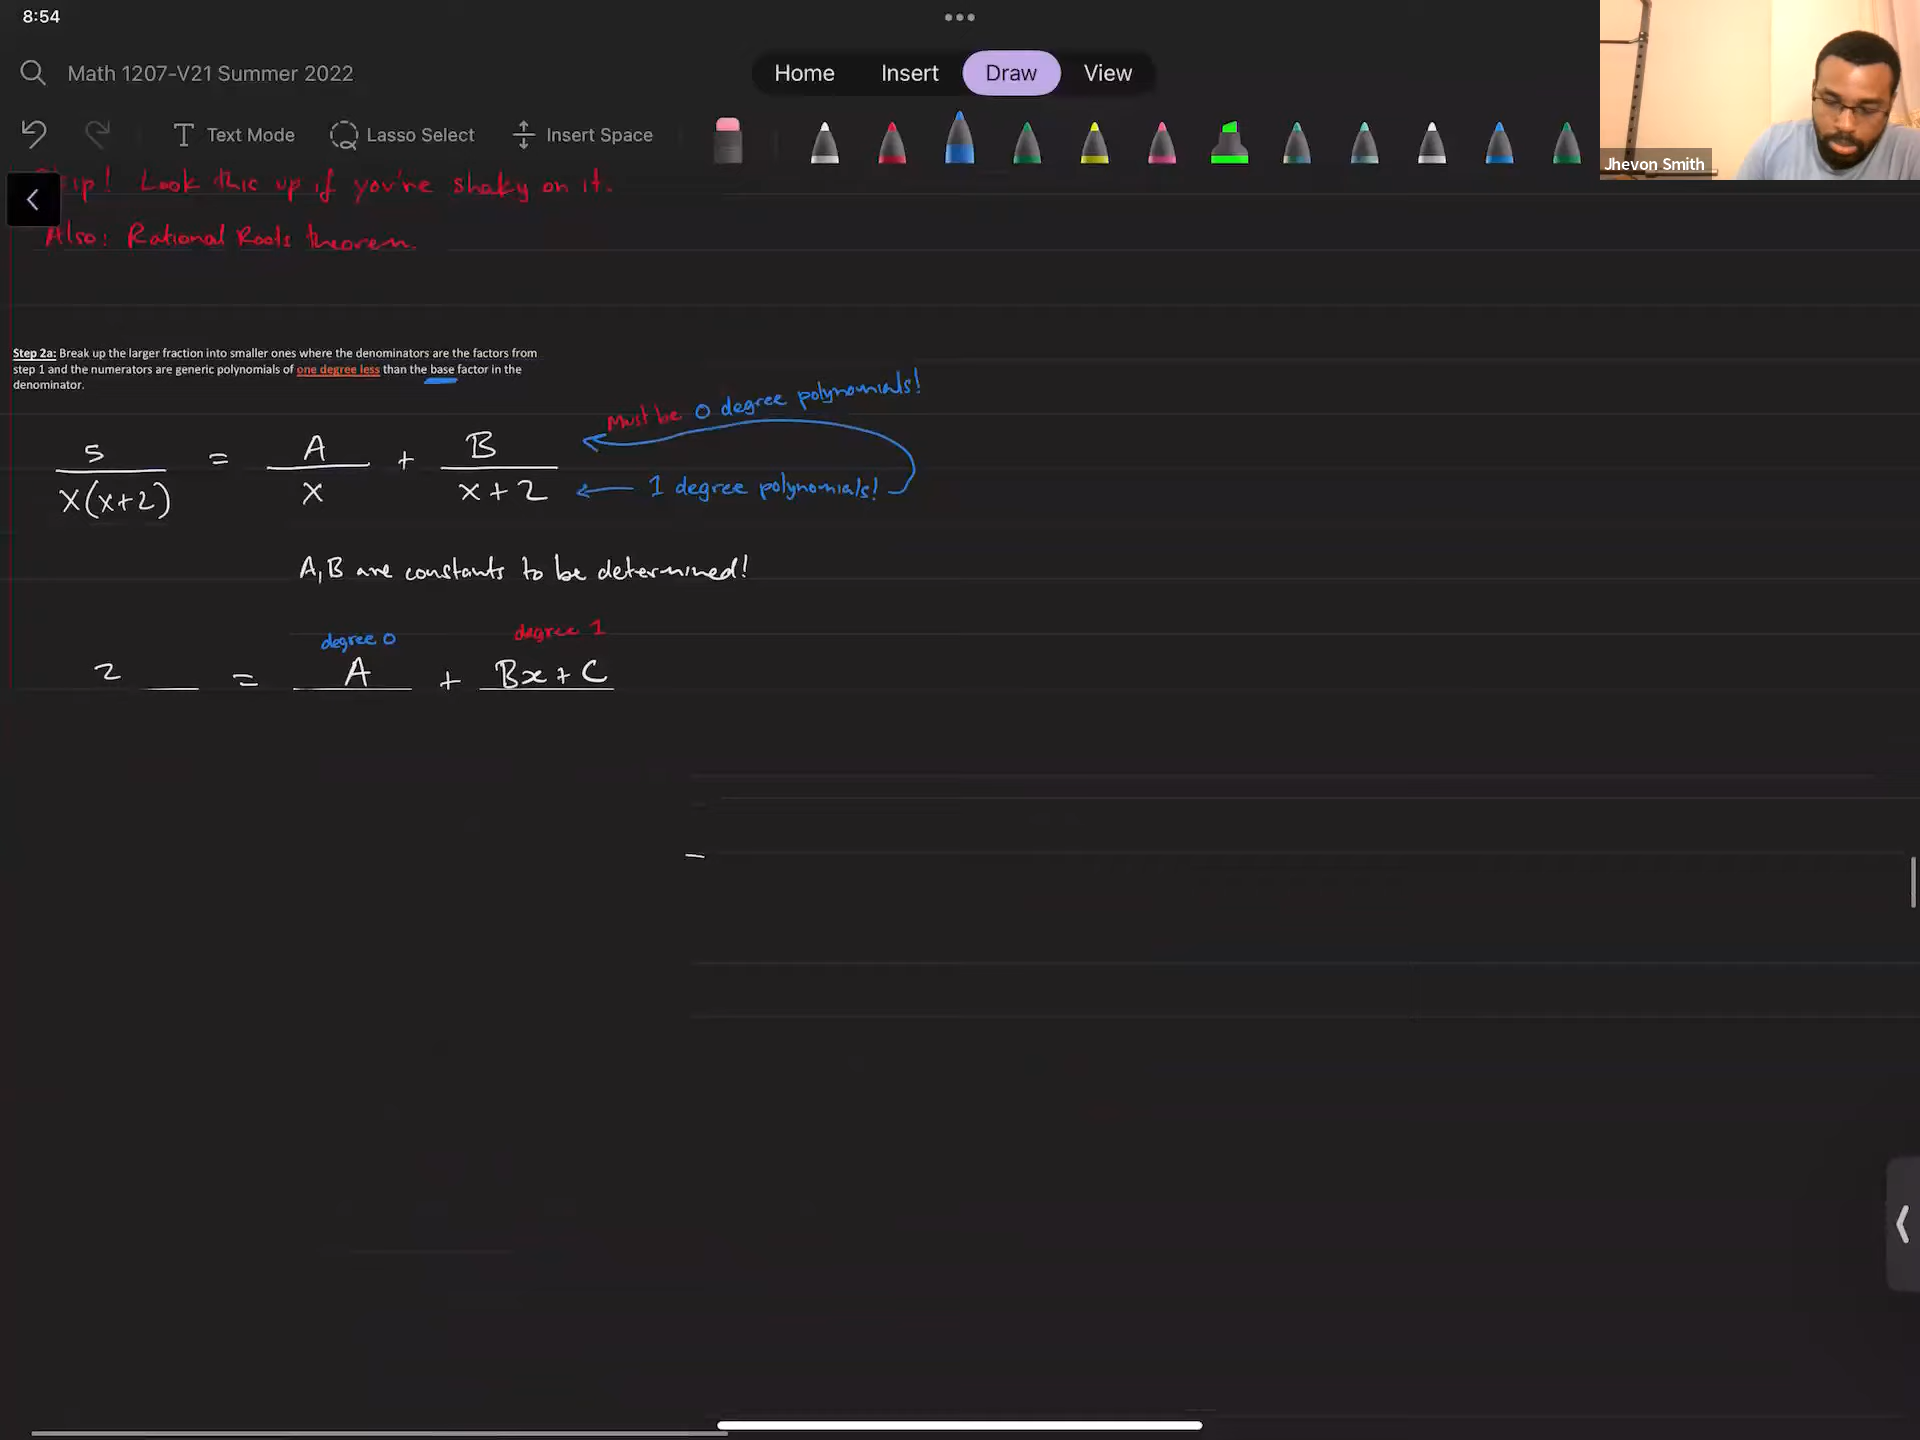 8:54
Math 1207-V21 Summer 2022
Home Insert Draw View
Text Mode Lasso Select Insert Space
Jhevon Smith
Look this up if you're shaky on it.
Also: Rational Roots theorem.
Step 2a: Break up the larger fraction into smaller ones where the denominators are the factors from
step 1 and the numerators are generic polynomials of one degree less than the base factor in the
denominator.
Must be 0 degree polynomials!
5 = A + B
x(x+2) x x+2 ← 1 degree polynomials!
A, B are constants to be determined!
degree 0 degree 1
2 = A + Bx + C